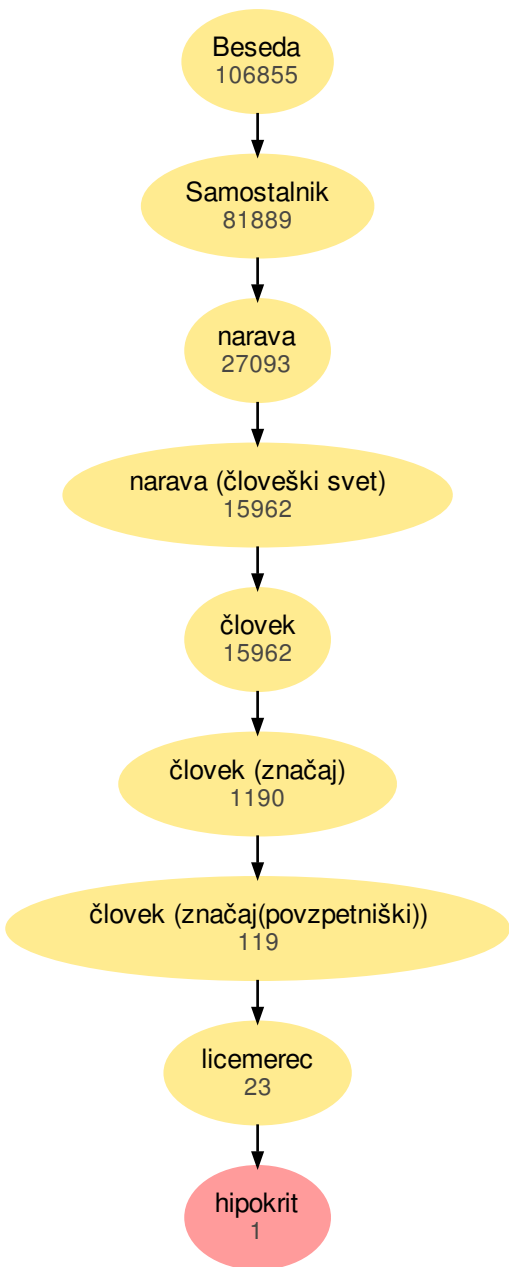 Beseda
106855
Samostalnik
81889
narava
27093
narava (človeški svet)
15962
človek
15962
človek (značaj)
1190
človek (značaj(povzpetniški))
119
licemerec
23
hipokrit
1